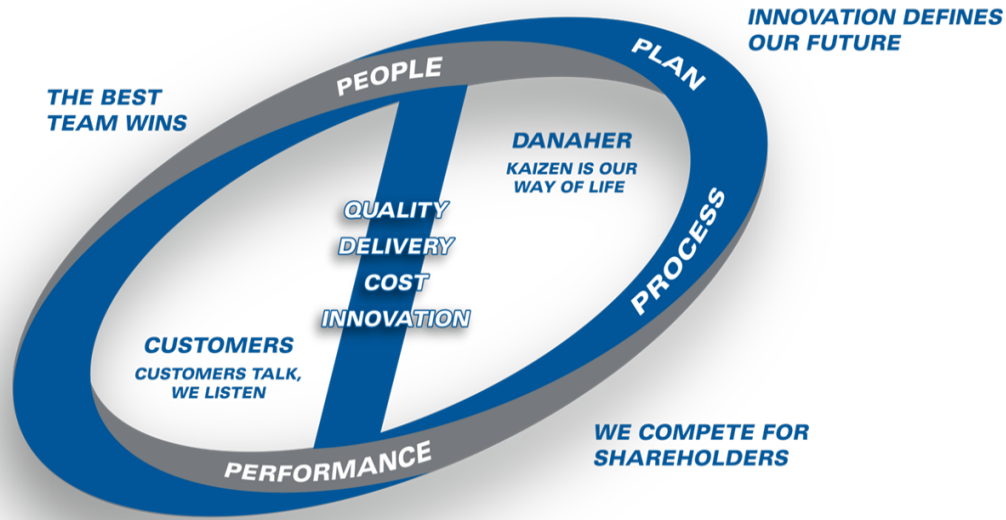 INNOVATION DEFINES
OUR FUTURE
PLAN
PEOPLE
THE BEST
TEAM WINS
DANAHER
KAIZEN IS OUR
WAY OF LIFE
QUALITY
DELIVERY
COST
INNOVATION
PROCESS
CUSTOMERS
CUSTOMERS TALK,
WE LISTEN
WE COMPETE FOR
SHAREHOLDERS
PERFORMANCE